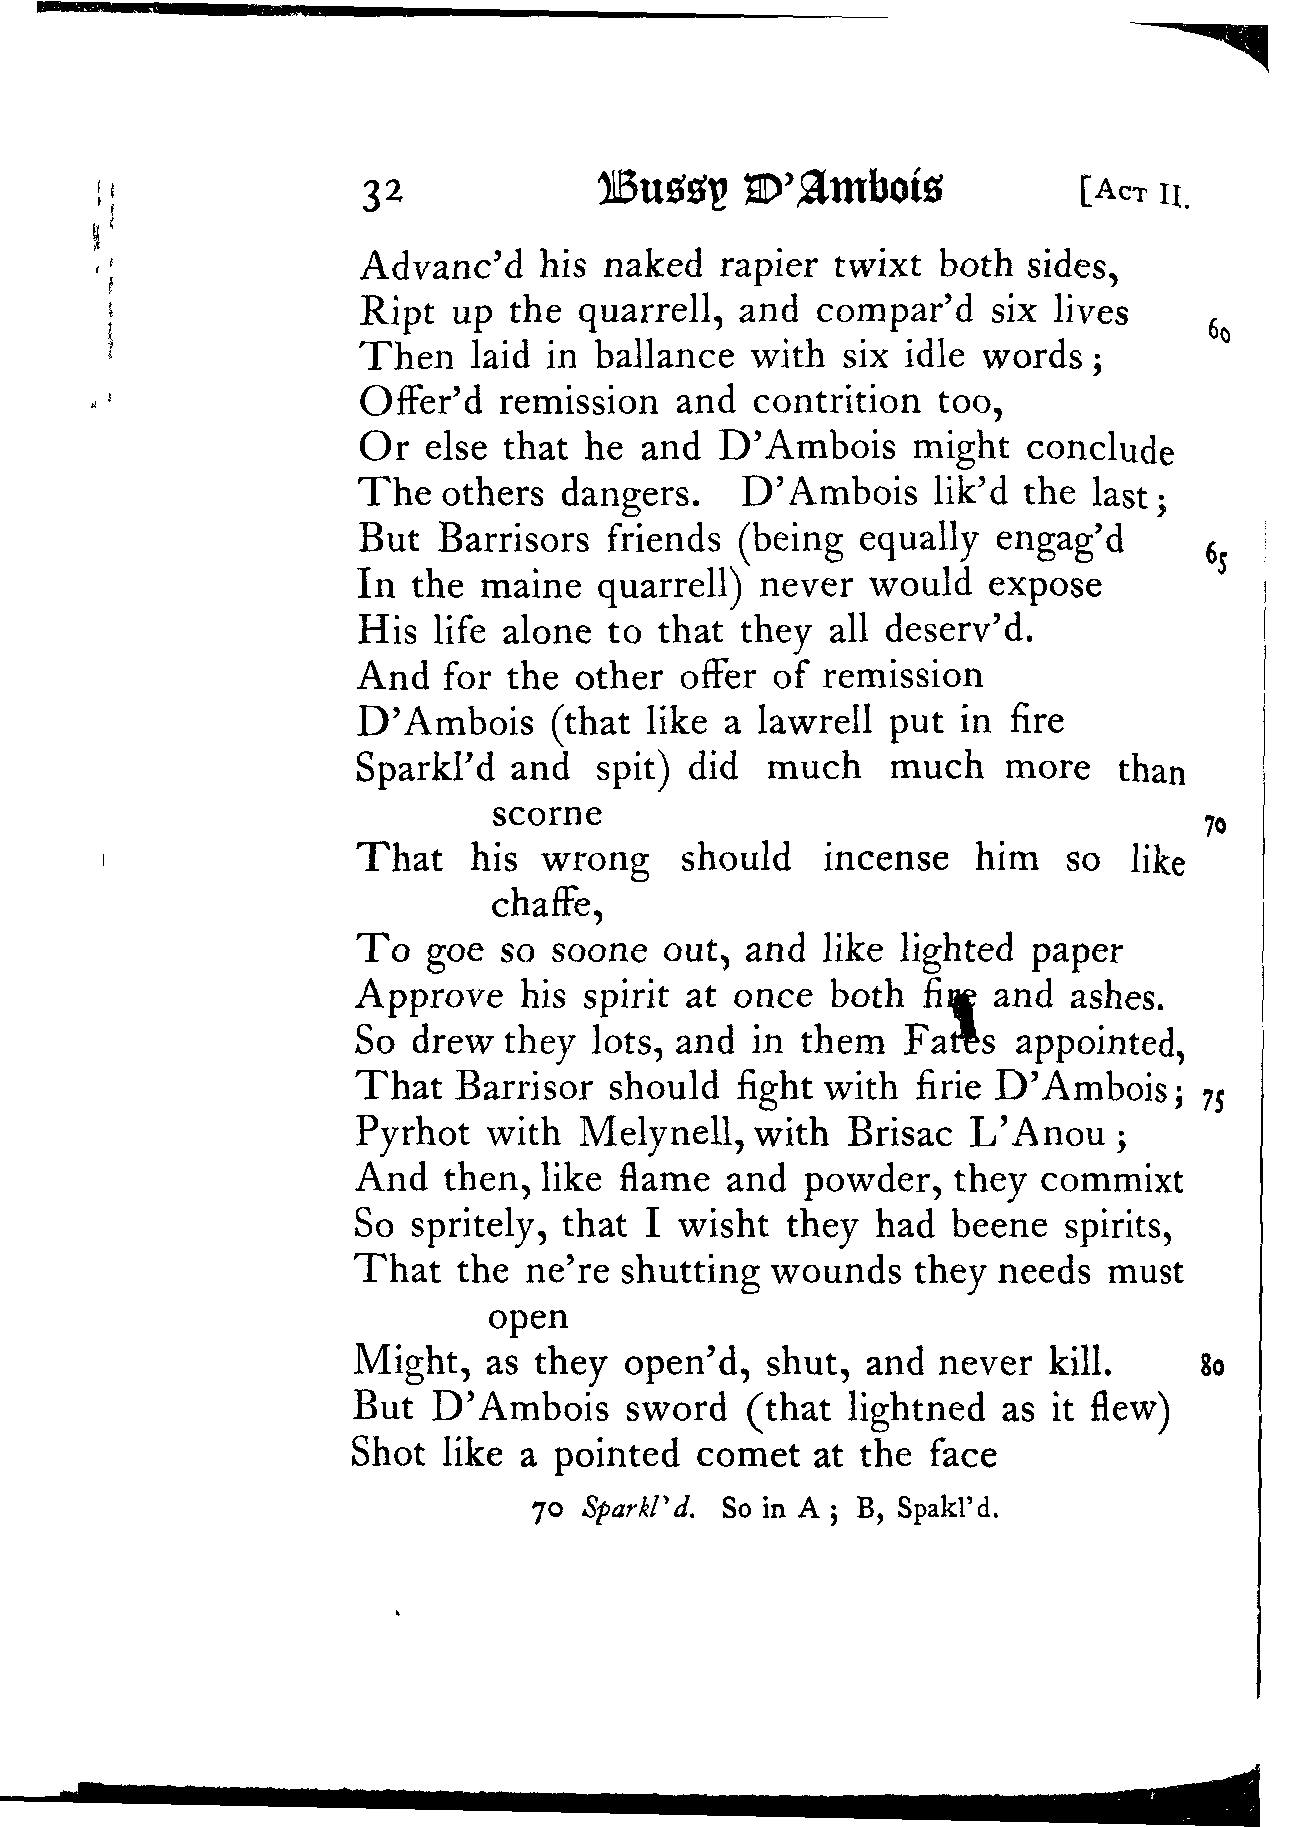 32 Bussy D'Ambois [ACT II.
Advanc'd his naked rapier twixt both sides,
Ript up the quarrell, and compar'd six lives 60
Then laid in ballance with six idle words ;
Offer'd remission and contrition too,
Or else that he and D'Ambois might conclude
The others dangers. D'Ambois lik'd the last ;
But Barrisors friends (being equally engag'd 65
In the maine quarrell) never would expose
His life alone to that they all deserv'd.
And for the other offer of remission
D'Ambois (that like a lawrell put in fire
Sparkl'd and spit) did much much more than
scorne 70
That his wrong should incense him so like
chaffe,
To goe so soone out, and like lighted paper
Approve his spirit at once both fire and ashes.
So drew they lots, and in them Fates appointed,
That Barrisor should fight with firie D'Ambois ; 75
Pyrhot with Melynell, with Brisac L'Anou ;
And then, like flame and powder, they commixt
So spritely, that I wisht they had beene spirits,
That the ne're shutting wounds they needs must
open
Might, as they open'd, shut, and never kill. 80
But D'Ambois sword (that lightned as it flew)
Shot like a pointed comet at the face
70 Sparkl'd. So in A ; B, Spakl'd.